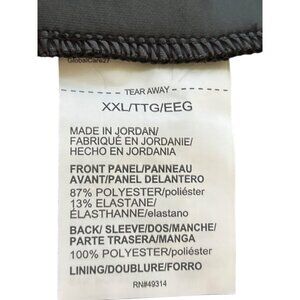 GlobalCare27
TEAR AWAY
XXL/TTG/EEG
MADE IN JORDAN/
FABRIQUÉ EN JORDANIE/
HECHO EN JORDANIA
FRONT PANEL/PANNEAU
AVANT/PANEL DELANTERO
87% POLYESTER/poliéster
13% ELASTANE/
ÉLASTHANNE/elastano
BACK/ SLEEVE/DOS/MANCHE/
PARTE TRASERA/MANGA
100% POLYESTER/poliéster
LINING/DOUBLURE/FORRO
RN#49314